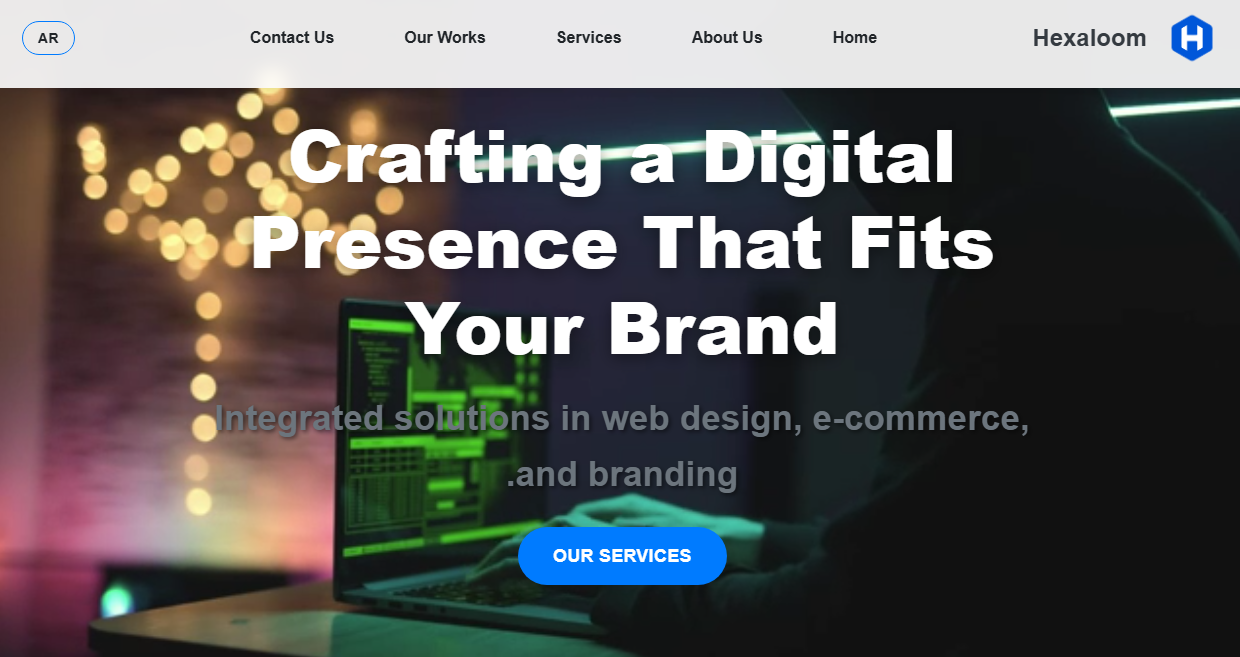 AR
Contact Us
Our Works
Services
About Us
Home
Hexaloom
H
Crafting a Digital
Presence That Fits
Your Brand
Integrated solutions in web design, e-commerce,
.and branding
OUR SERVICES